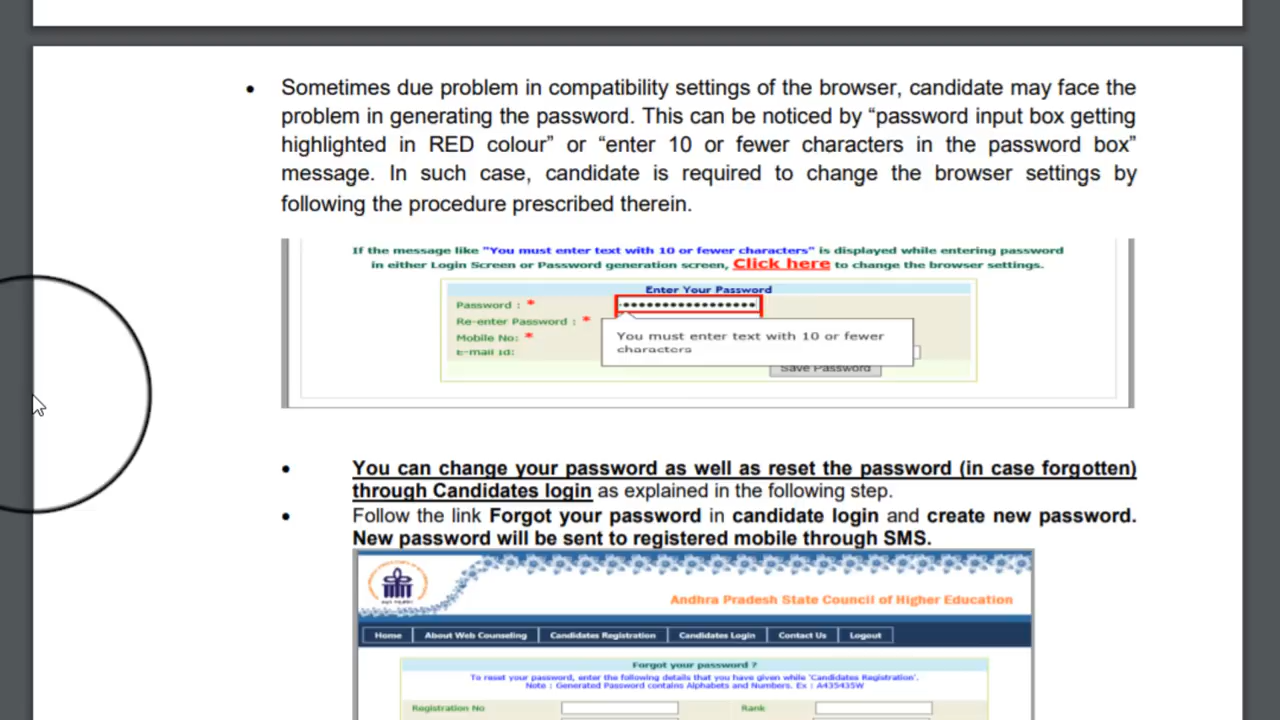 • Sometimes due problem in compatibility settings of the browser, candidate may face the
problem in generating the password. This can be noticed by “password input box getting
highlighted in RED colour” or “enter 10 or fewer characters in the password box”
message. In such case, candidate is required to change the browser settings by
following the procedure prescribed therein.
If the message like "You must enter text with 10 or fewer characters" is displayed while entering password
in either Login Screen or Password generation screen, Click here to change the browser settings.
Enter Your Password
Password : * ••••••••••••••••••
Re-enter Password : *
You must enter text with 10 or fewer
Mobile No: *
characters
E-mail Id:
Save Password
• You can change your password as well as reset the password (in case forgotten)
through Candidates login as explained in the following step.
• Follow the link Forgot your password in candidate login and create new password.
New password will be sent to registered mobile through SMS.
Andhra Pradesh State Council of Higher Education
Home About Web Counseling Candidates Registration Candidates Login Contact Us Logout
Forgot your password ?
To reset your password, enter the following details that you have given while 'Candidates Registration'.
Note : Generated Password contains Alphabets and Numbers. Ex : A435435W
Registration No Rank